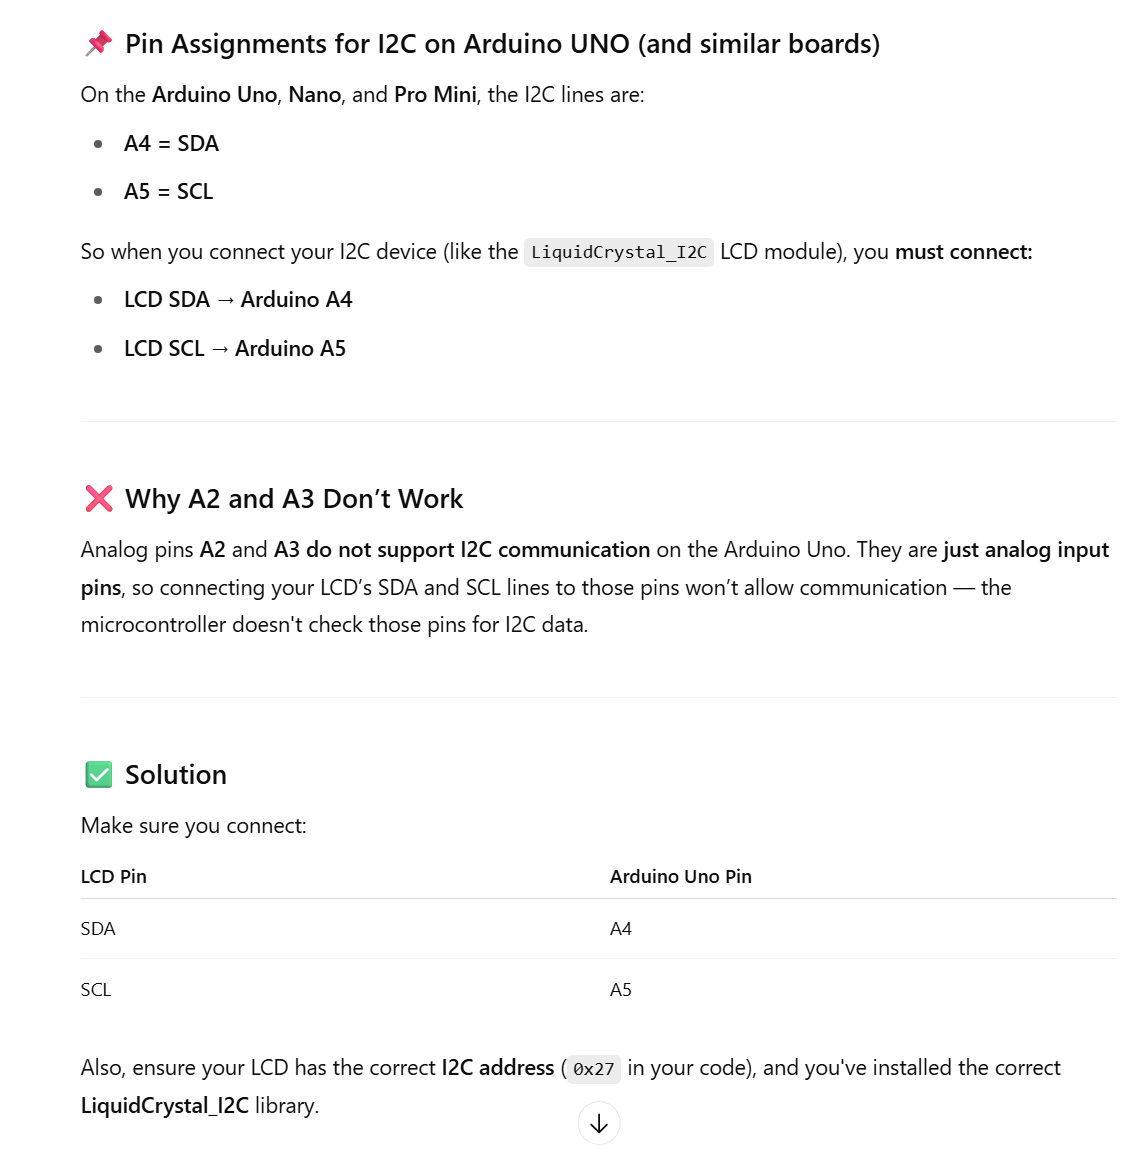 📌 Pin Assignments for I2C on Arduino UNO (and similar boards)
On the Arduino Uno, Nano, and Pro Mini, the I2C lines are:
• A4 = SDA
• A5 = SCL
So when you connect your I2C device (like the LiquidCrystal_I2C LCD module), you must connect:
• LCD SDA → Arduino A4
• LCD SCL → Arduino A5
❌ Why A2 and A3 Don’t Work
Analog pins A2 and A3 do not support I2C communication on the Arduino Uno. They are just analog input
pins, so connecting your LCD’s SDA and SCL lines to those pins won’t allow communication — the
microcontroller doesn't check those pins for I2C data.
✅ Solution
Make sure you connect:
LCD Pin Arduino Uno Pin
SDA A4
SCL A5
Also, ensure your LCD has the correct I2C address (0x27 in your code), and you've installed the correct
LiquidCrystal_I2C library.